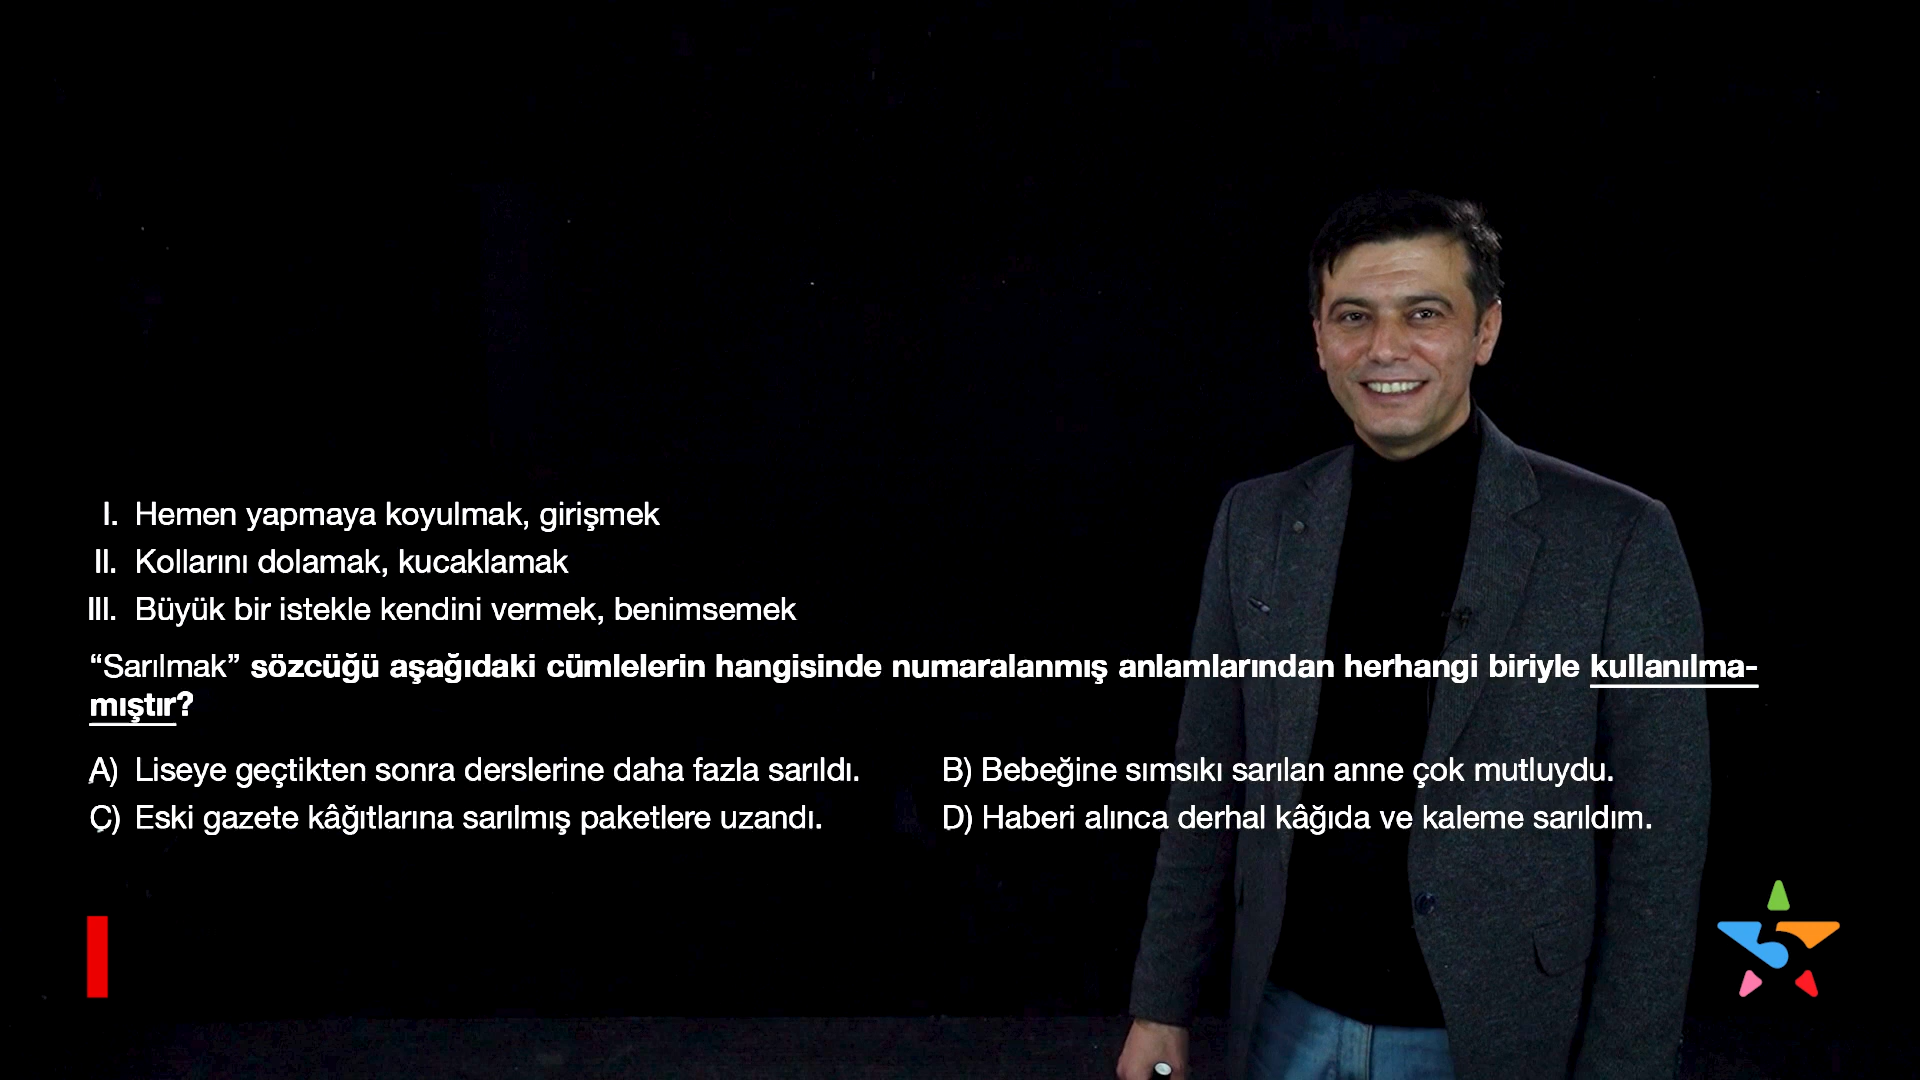 I. Hemen yapmaya koyulmak, girişmek
II. Kollarını dolamak, kucaklamak
III. Büyük bir istekle kendini vermek, benimsemek
“Sarılmak” sözcüğü aşağıdaki cümlelerin hangisinde numaralanmış anlamlarından herhangi biriyle kullanılma-
mıştır?
A) Liseye geçtikten sonra derslerine daha fazla sarıldı.
B) Bebeğine sımsıkı sarılan anne çok mutluydu.
C) Eski gazete kâğıtlarına sarılmış paketlere uzandı.
D) Haberi alınca derhal kâğıda ve kaleme sarıldım.
5